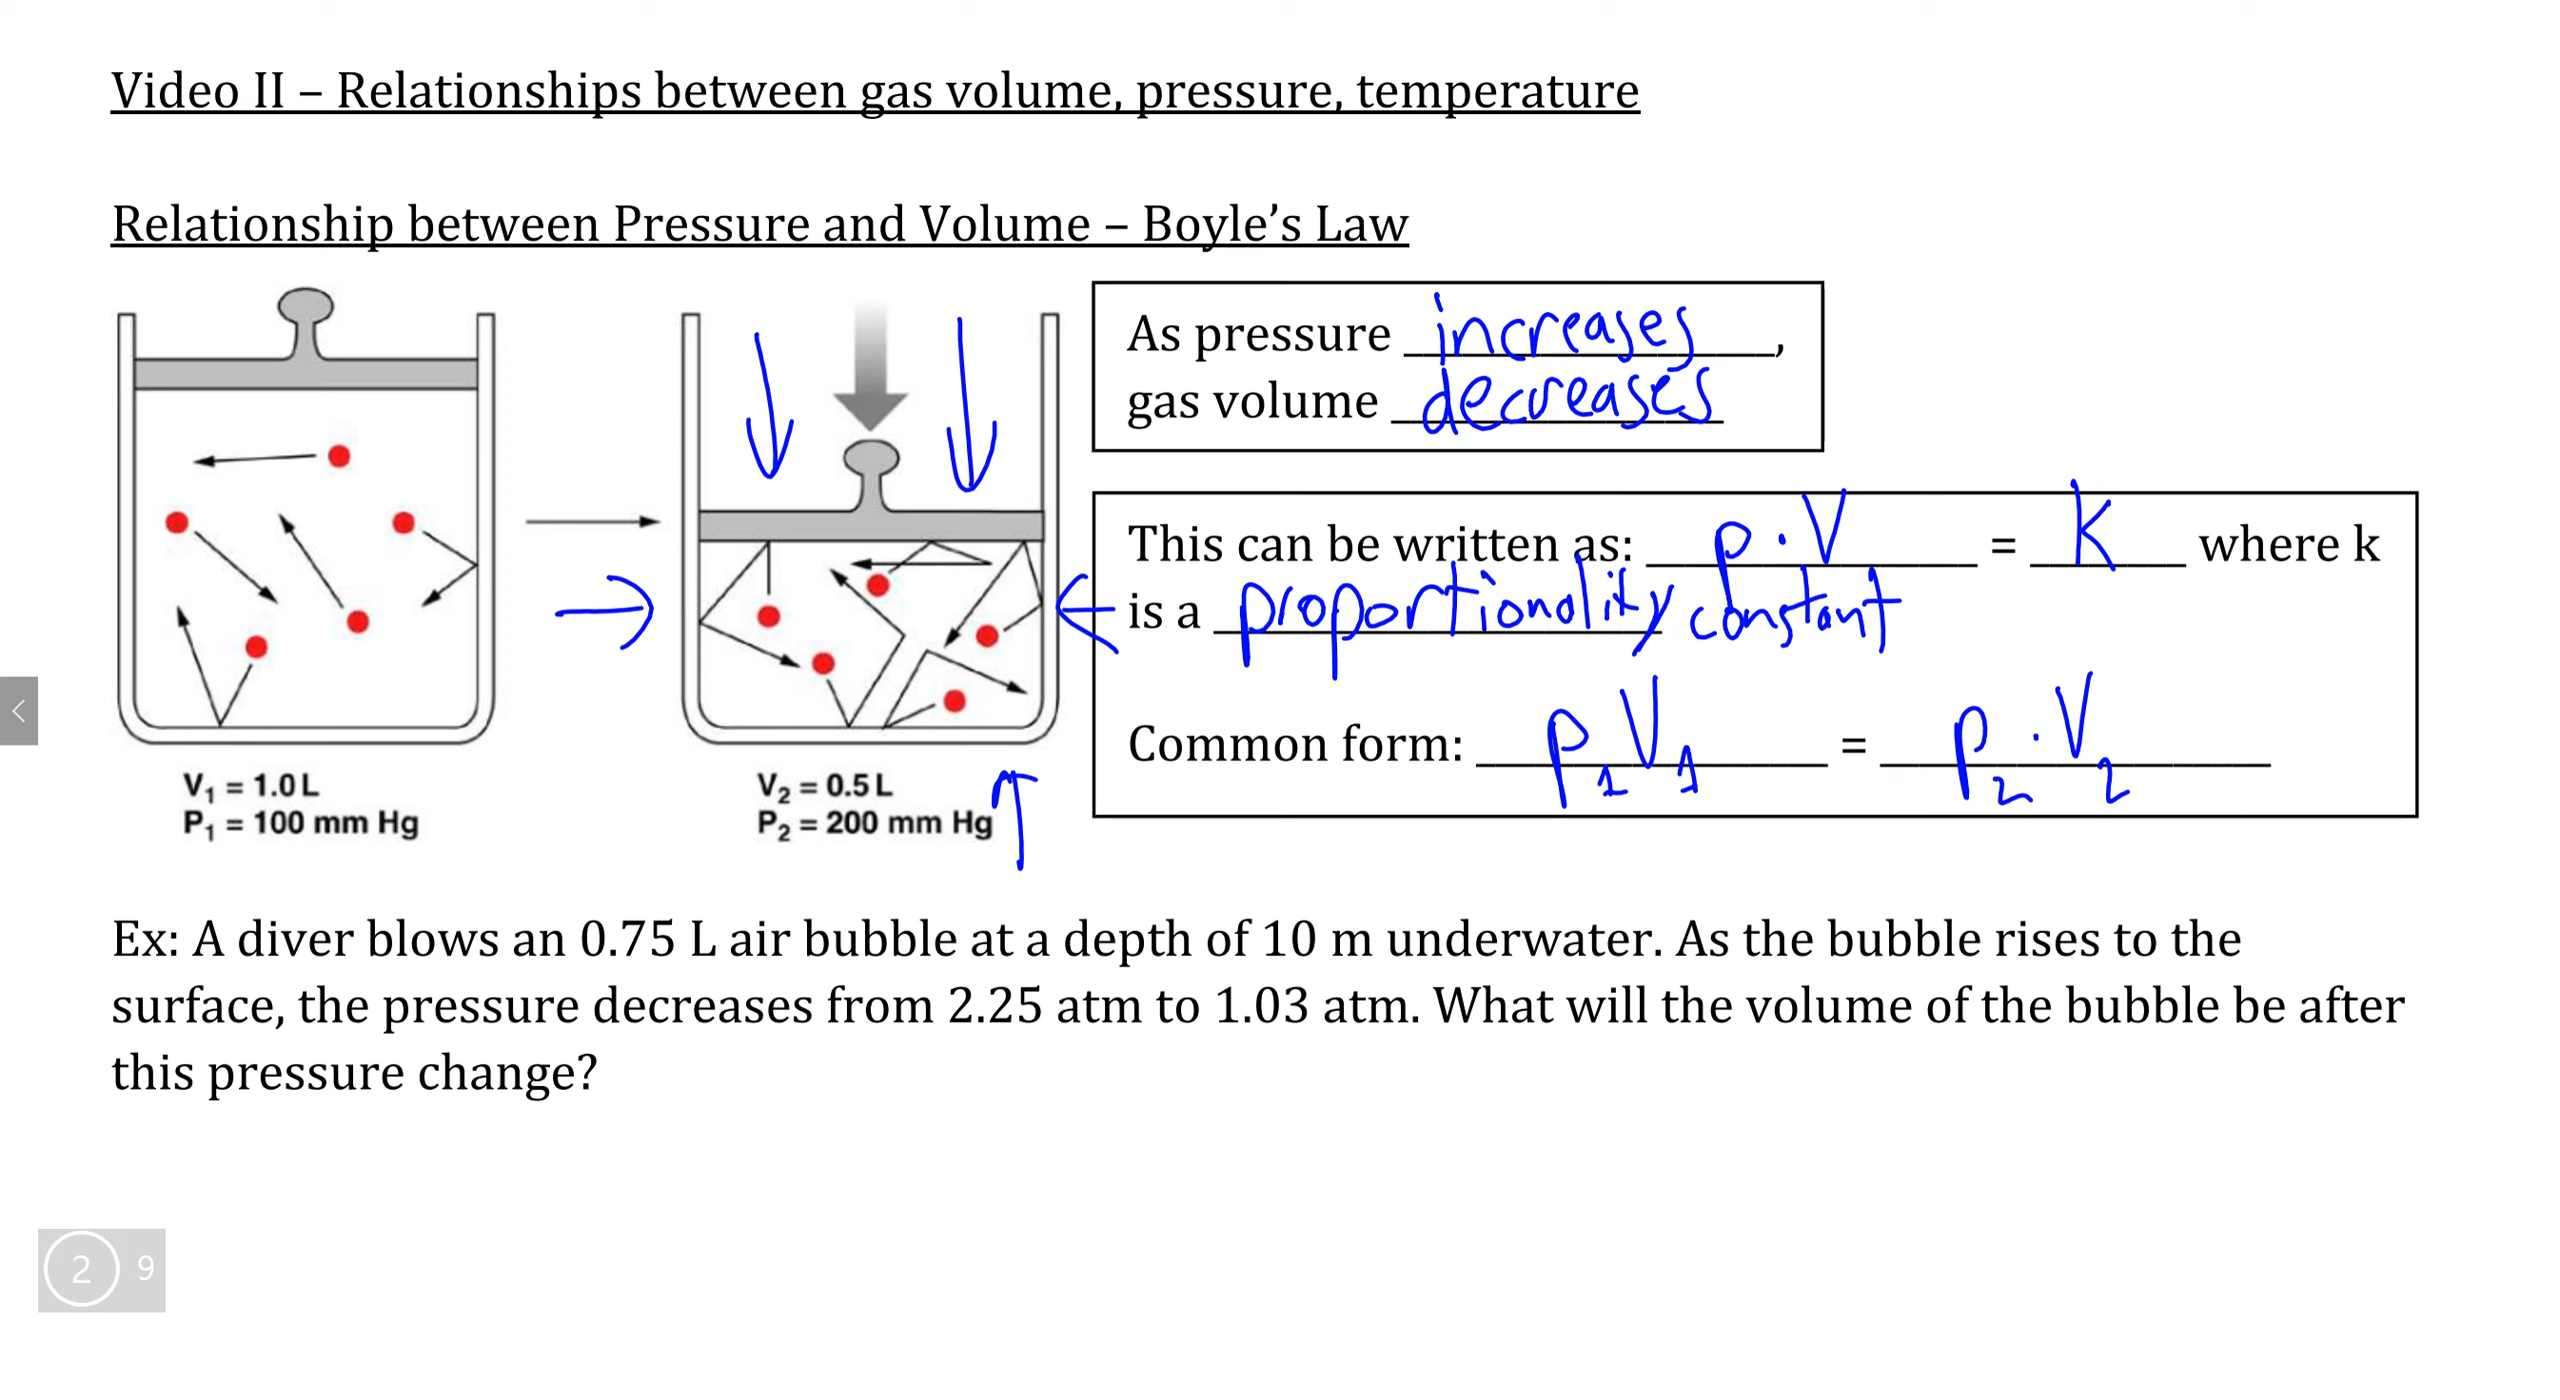 Video II – Relationships between gas volume, pressure, temperature
Relationship between Pressure and Volume – Boyle’s Law
As pressure increases,
gas volume decreases
This can be written as: P · V = K where k
is a proportionality constant
Common form: P₁V₁ = P₂ · V₂
V₁ = 1.0 L
P₁ = 100 mm Hg
V₂ = 0.5 L
P₂ = 200 mm Hg
Ex: A diver blows an 0.75 L air bubble at a depth of 10 m underwater. As the bubble rises to the
surface, the pressure decreases from 2.25 atm to 1.03 atm. What will the volume of the bubble be after
this pressure change?
2 9